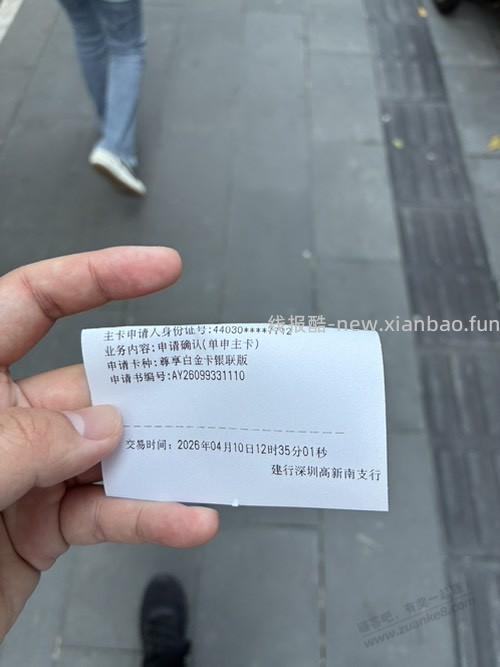 主卡申请人身份证号:44030****
业务内容:申请确认(单申主卡)
申请卡种:尊享白金卡银联版
申请书编号:AY26099331110
交易时间: 2026年04月10日12时35分01秒
建行深圳高新南支行
线报酷-new.xianbao.fun
www.zuanke8.com